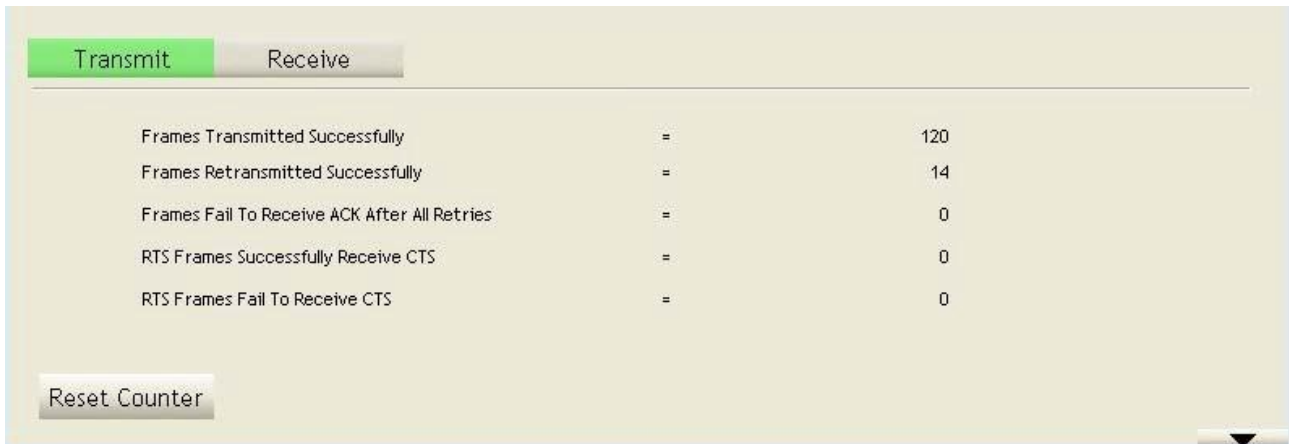 Transmit Receive
Frames Transmitted Successfully = 120
Frames Retransmitted Successfully = 14
Frames Fail To Receive ACK After All Retries = 0
RTS Frames Successfully Receive CTS = 0
RTS Frames Fail To Receive CTS = 0
Reset Counter